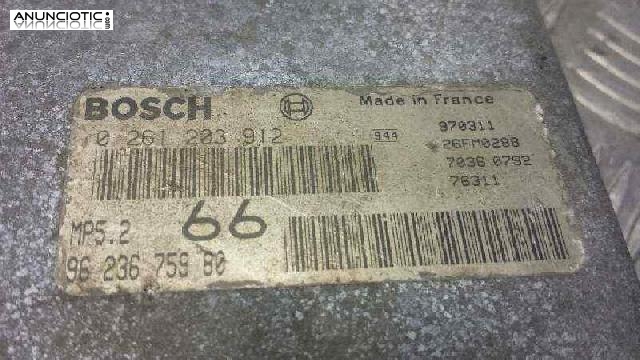 ANUNCIOTIC.com
BOSCH
Made in France
0 261 203 912
944
970311
26FM0288
7036 0792
76311
MP5.2
66
96 236 759 80